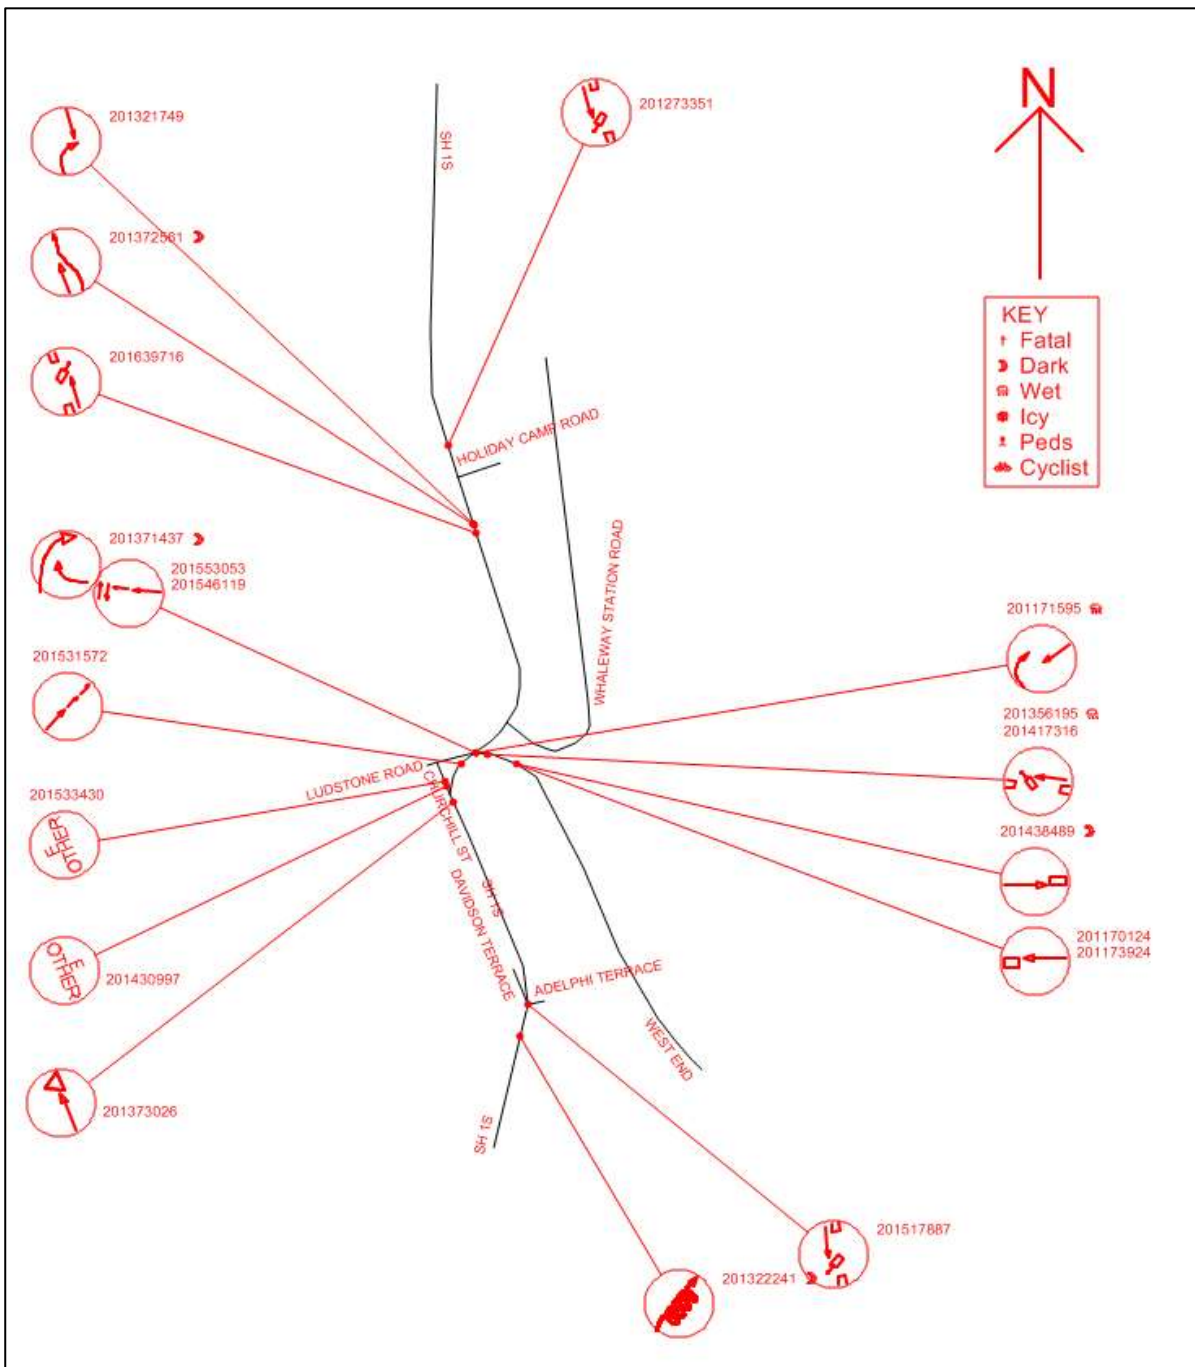 201321749
201273351
N
SH 1S
201372561
201639716
HOLIDAY CAMP ROAD
KEY
Fatal
Dark
Wet
Icy
Peds
Cyclist
201371437
201553053
201546119
WHALEWAY STATION ROAD
201171595
201531572
201356195
201417316
LUDSTONE ROAD
CHURCHILL ST
201533430
OTHER
E
201438489
SH 1S
DAVIDSON TERRACE
201170124
201173924
E
OTHER
201430997
ADELPHI TERRACE
WEST END
201373026
SH 1S
201517887
201322241